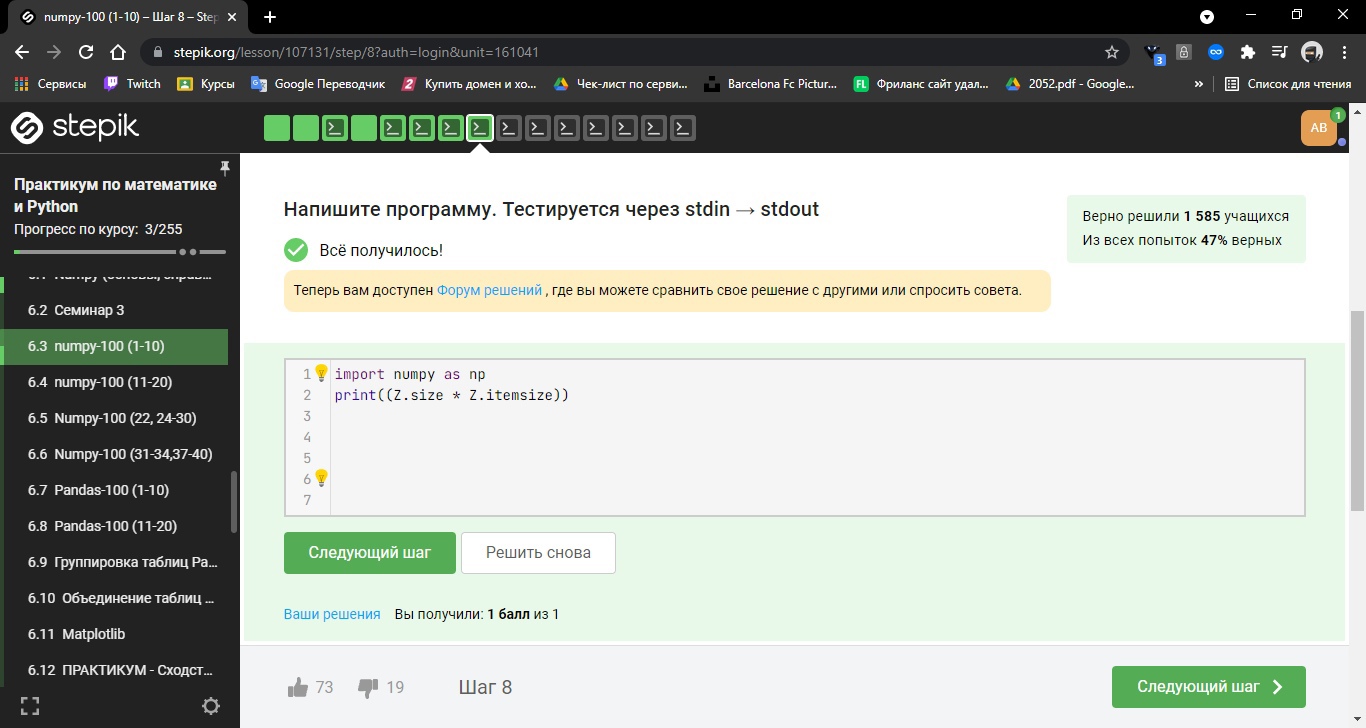 numpy-100 (1-10) – Шаг 8 – Step
stepik.org/lesson/107131/step/8?auth=login&unit=161041
3
Сервисы
Twitch
Курсы
Google Переводчик
Купить домен и хо...
Чек-лист по серви...
Barcelona Fc Pictur...
FL Фриланс сайт удал...
2052.pdf - Google...
»
Список для чтения
stepik
AB
1
Практикум по математике
и Python
Прогресс по курсу: 3/255
6.2 Семинар 3
6.3 numpy-100 (1-10)
6.4 numpy-100 (11-20)
6.5 Numpy-100 (22, 24-30)
6.6 Numpy-100 (31-34,37-40)
6.7 Pandas-100 (1-10)
6.8 Pandas-100 (11-20)
6.9 Группировка таблиц Pa...
6.10 Объединение таблиц ...
6.11 Matplotlib
6.12 ПРАКТИКУМ - Сходст...
Напишите программу. Тестируется через stdin → stdout
Верно решили 1 585 учащихся
Из всех попыток 47% верных
Всё получилось!
Теперь вам доступен Форум решений , где вы можете сравнить свое решение с другими или спросить совета.
1 import numpy as np
2 print((Z.size * Z.itemsize))
3
4
5
6
7
Следующий шаг
Решить снова
Ваши решения Вы получили: 1 балл из 1
73
19
Шаг 8
Следующий шаг